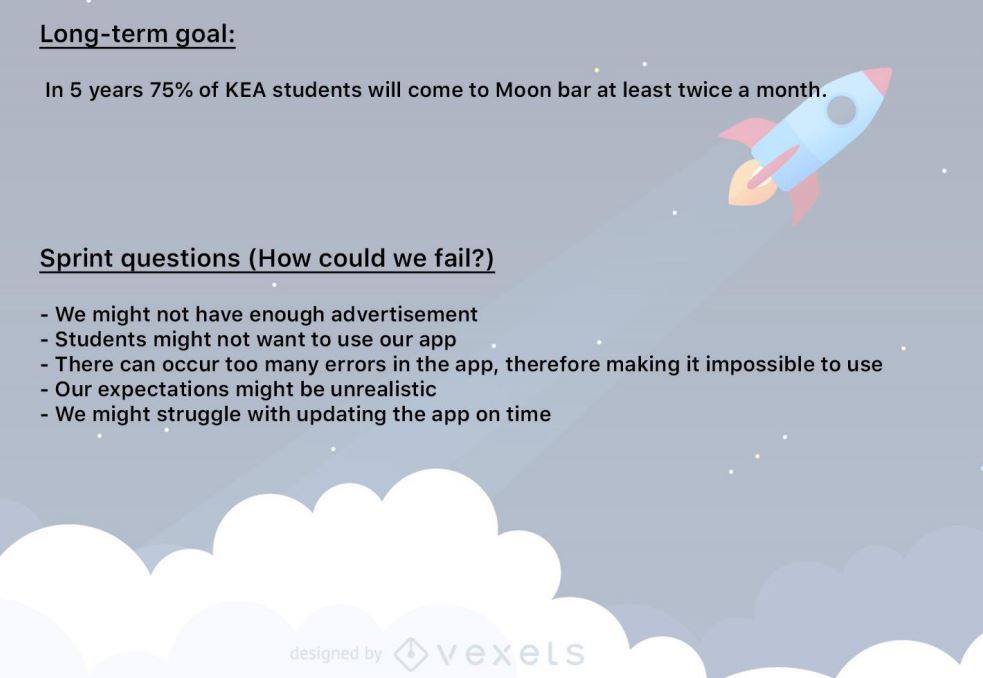 Long-term goal:
In 5 years 75% of KEA students will come to Moon bar at least twice a month.
Sprint questions (How could we fail?)
- We might not have enough advertisement
- Students might not want to use our app
- There can occur too many errors in the app, therefore making it impossible to use
- Our expectations might be unrealistic
- We might struggle with updating the app on time
designed by vexels